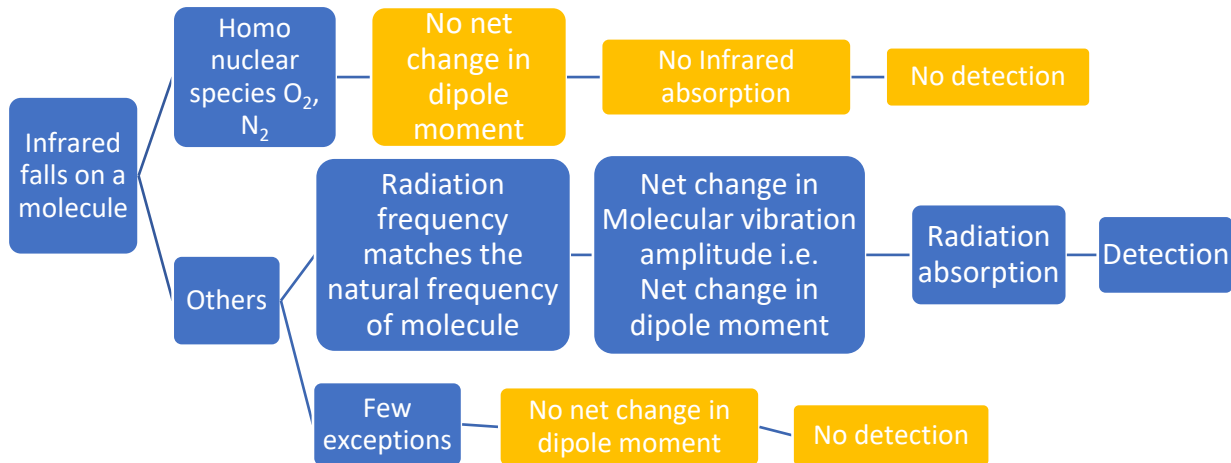 Infrared
falls on a
molecule
Homo
nuclear
species O₂,
N₂
No net
change in
dipole
moment
No Infrared
absorption
No detection
Others
Radiation
frequency
matches the
natural frequency
of molecule
Net change in
Molecular vibration
amplitude i.e.
Net change in
dipole moment
Radiation
absorption
Detection
Few
exceptions
No net change in
dipole moment
No detection